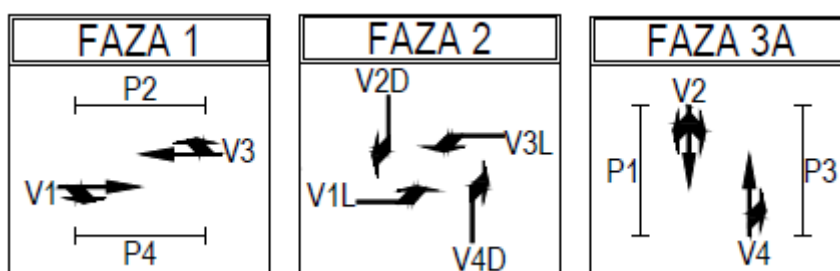 FAZA 1
P2
V3
V1
P4
FAZA 2
V2D
V3L
V1L
V4D
FAZA 3A
V2
P1
P3
V4